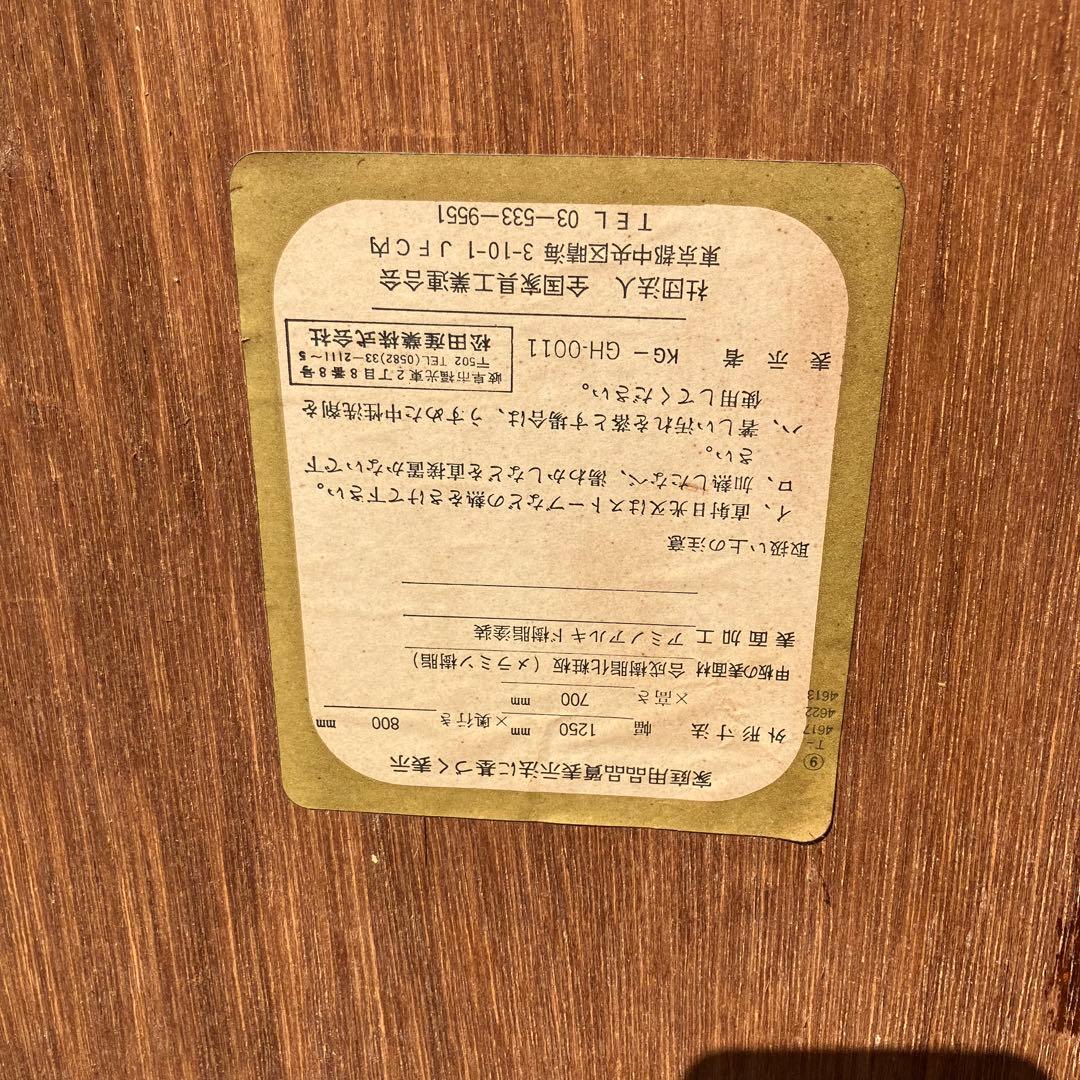 家庭用品品質表示法に基づく表示
⑨
T-
4617
4622
4613
外形寸法 幅 1250 mm ×奥行き 800 mm
×高さ 700 mm
甲板の表面材 合成樹脂化粧板 (メラミン樹脂)
表面加工 アミノアルキド樹脂塗装
取扱い上の注意
イ、直射日光又はストーブなどの熱をさけて下さい。
ロ、加熱したなべ、湯わかしなどを直接置かないで下
さい。
ハ、著しい汚れを落とす場合は、うすめた中性洗剤を
使用してください。
表示者 KG-GH-0011
岐阜市福光東2丁目8番8号
〒502 TEL(0582)33-2111~5
松田産業株式会社
社団法人 全国家具工業連合会
東京都中央区晴海 3-10-1 JFC内
TEL 03-533-9551